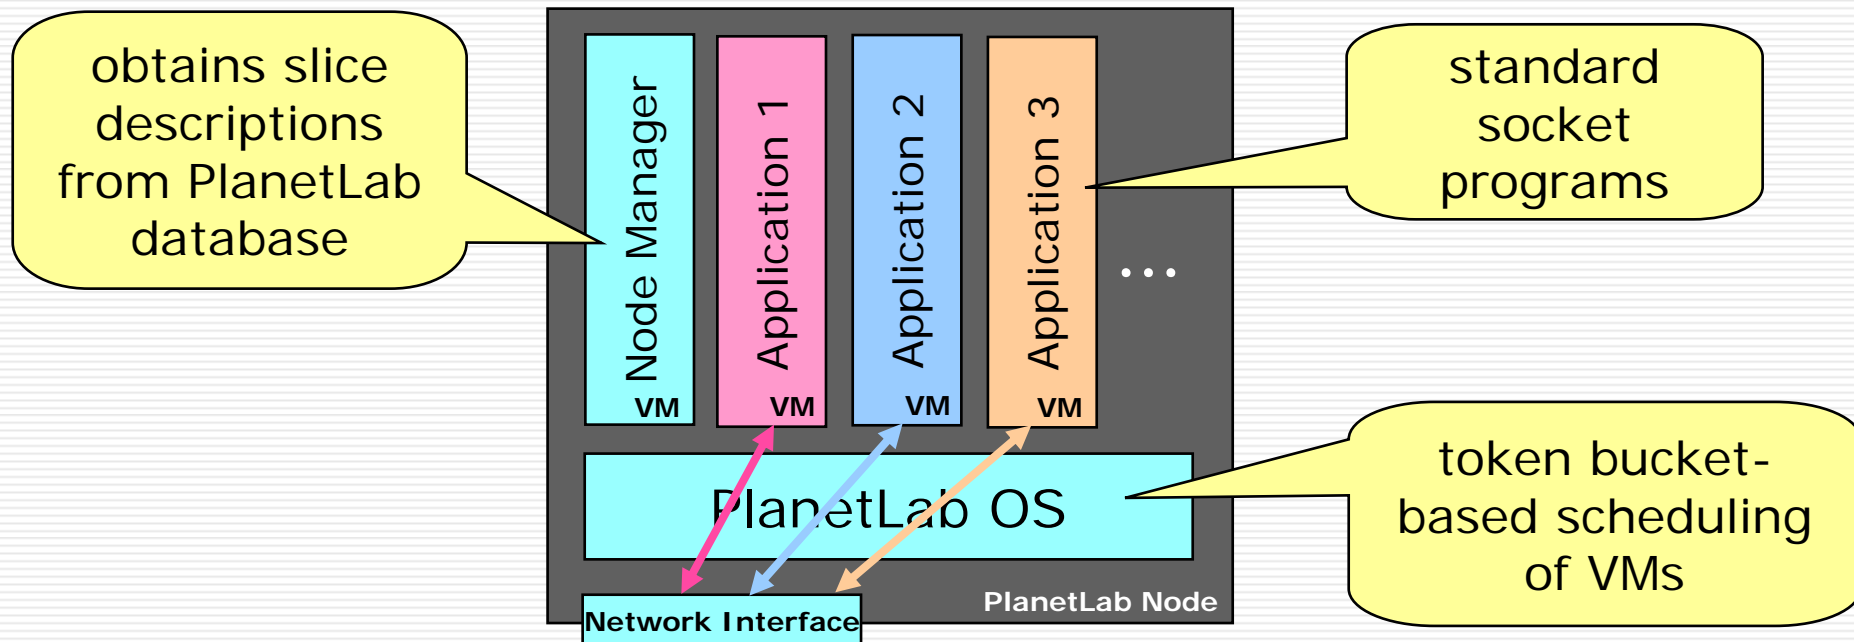 obtains slice
descriptions
from PlanetLab
database
Node Manager
VM
Application 1
VM
Application 2
VM
Application 3
VM
...
standard
socket
programs
PlanetLab OS
token bucket-
based scheduling
of VMs
PlanetLab Node
Network Interface